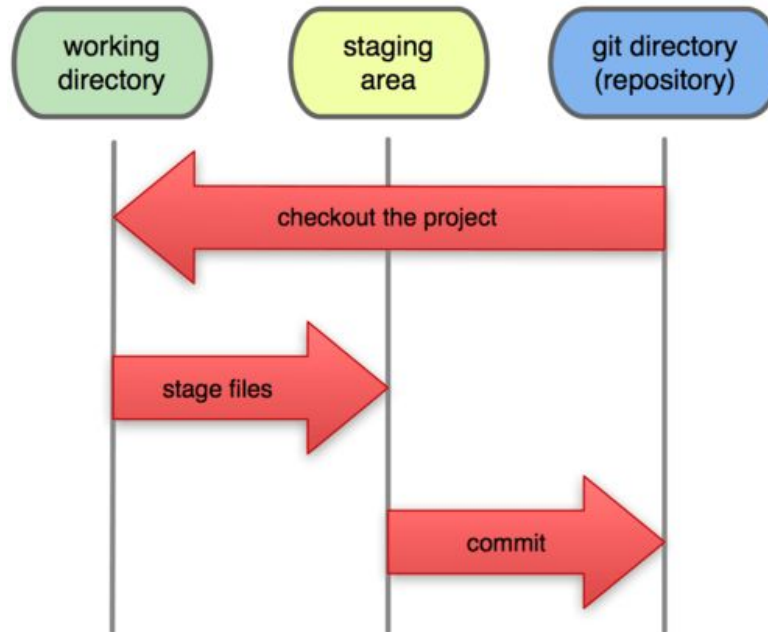 working
directory
staging
area
git directory
(repository)
checkout the project
stage files
commit